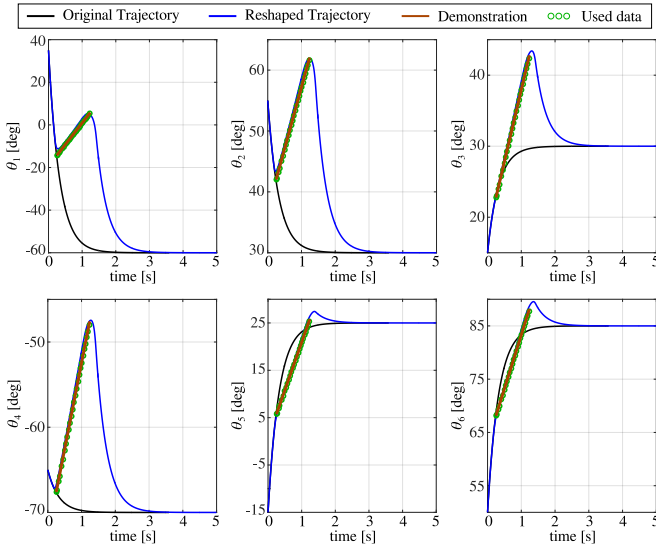 Original Trajectory Reshaped Trajectory Demonstration Used data
θ1 [deg]
40
20
0
-20
-40
-60
0 1 2 3 4 5
time [s]
θ2 [deg]
60
50
40
30
0 1 2 3 4 5
time [s]
θ3 [deg]
40
30
20
0 1 2 3 4 5
time [s]
θ4 [deg]
-50
-60
-70
0 1 2 3 4 5
time [s]
θ5 [deg]
25
15
5
-5
-15
0 1 2 3 4 5
time [s]
θ6 [deg]
85
75
65
55
0 1 2 3 4 5
time [s]